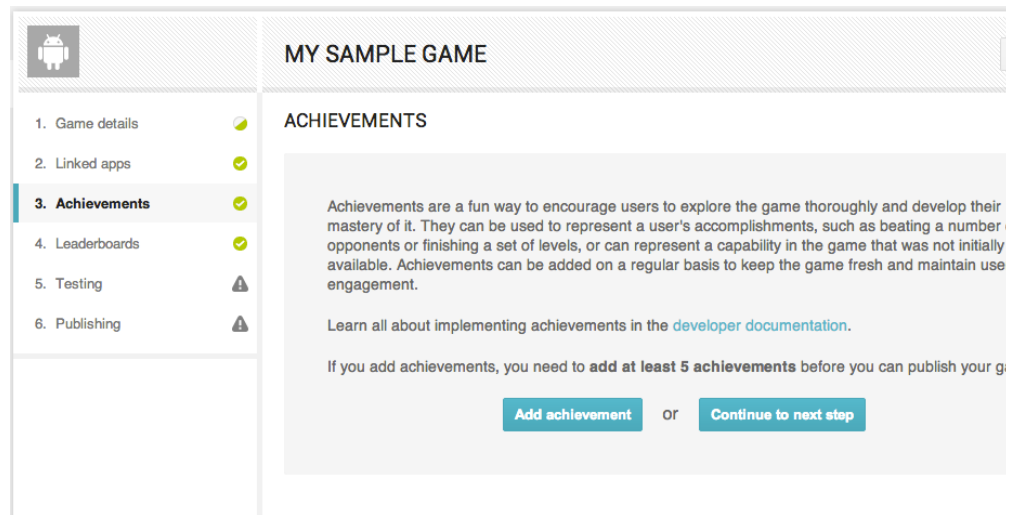 MY SAMPLE GAME
1. Game details
2. Linked apps
3. Achievements
4. Leaderboards
5. Testing
6. Publishing
ACHIEVEMENTS
Achievements are a fun way to encourage users to explore the game thoroughly and develop their
mastery of it. They can be used to represent a user's accomplishments, such as beating a number
opponents or finishing a set of levels, or can represent a capability in the game that was not initially
available. Achievements can be added on a regular basis to keep the game fresh and maintain use
engagement.
Learn all about implementing achievements in the developer documentation.
If you add achievements, you need to add at least 5 achievements before you can publish your ga
Add achievement or Continue to next step